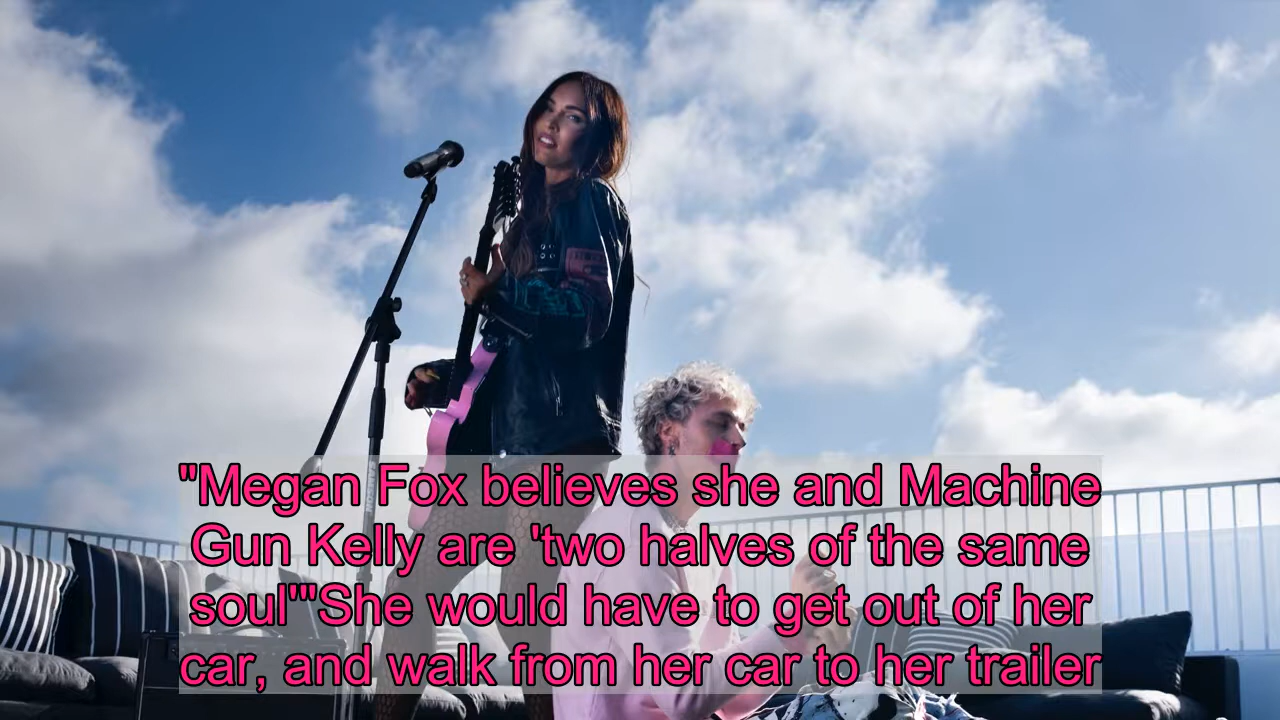 "Megan Fox believes she and Machine
Gun Kelly are 'two halves of the same
soul'"She would have to get out of her
car, and walk from her car to her trailer